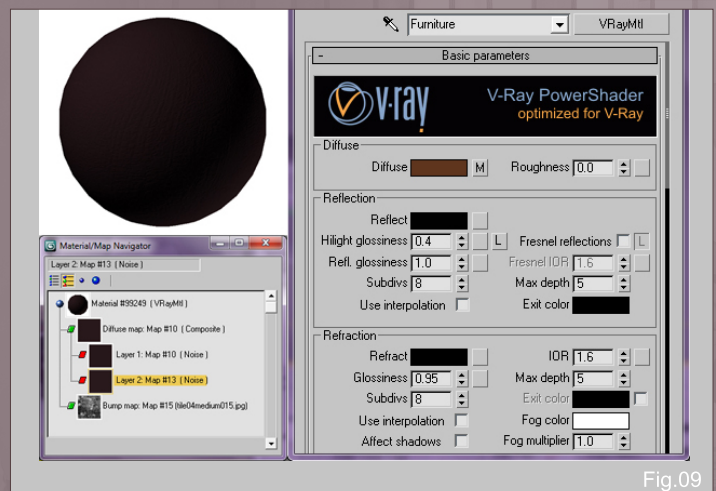 Furniture VRayMtl
- Basic parameters
v·ray
V-Ray PowerShader
optimized for V-Ray
Diffuse
Diffuse M Roughness 0.0
Reflection
Reflect
Hilight glossiness 0.4 L Fresnel reflections L
Refl. glossiness 1.0 Fresnel IOR 1.6
Subdivs 8 Max depth 5
Use interpolation Exit color
Refraction
Refract IOR 1.6
Glossiness 0.95 Max depth 5
Subdivs 8 Exit color
Use interpolation Fog color
Affect shadows Fog multiplier 1.0
Material/Map Navigator
Layer 2: Map #13 ( Noise )
Material #99249 ( VRayMtl )
Diffuse map: Map #10 ( Composite )
Layer 1: Map #10 ( Noise )
Layer 2: Map #13 ( Noise )
Bump map: Map #15 (tile04medium015.jpg)
Fig.09